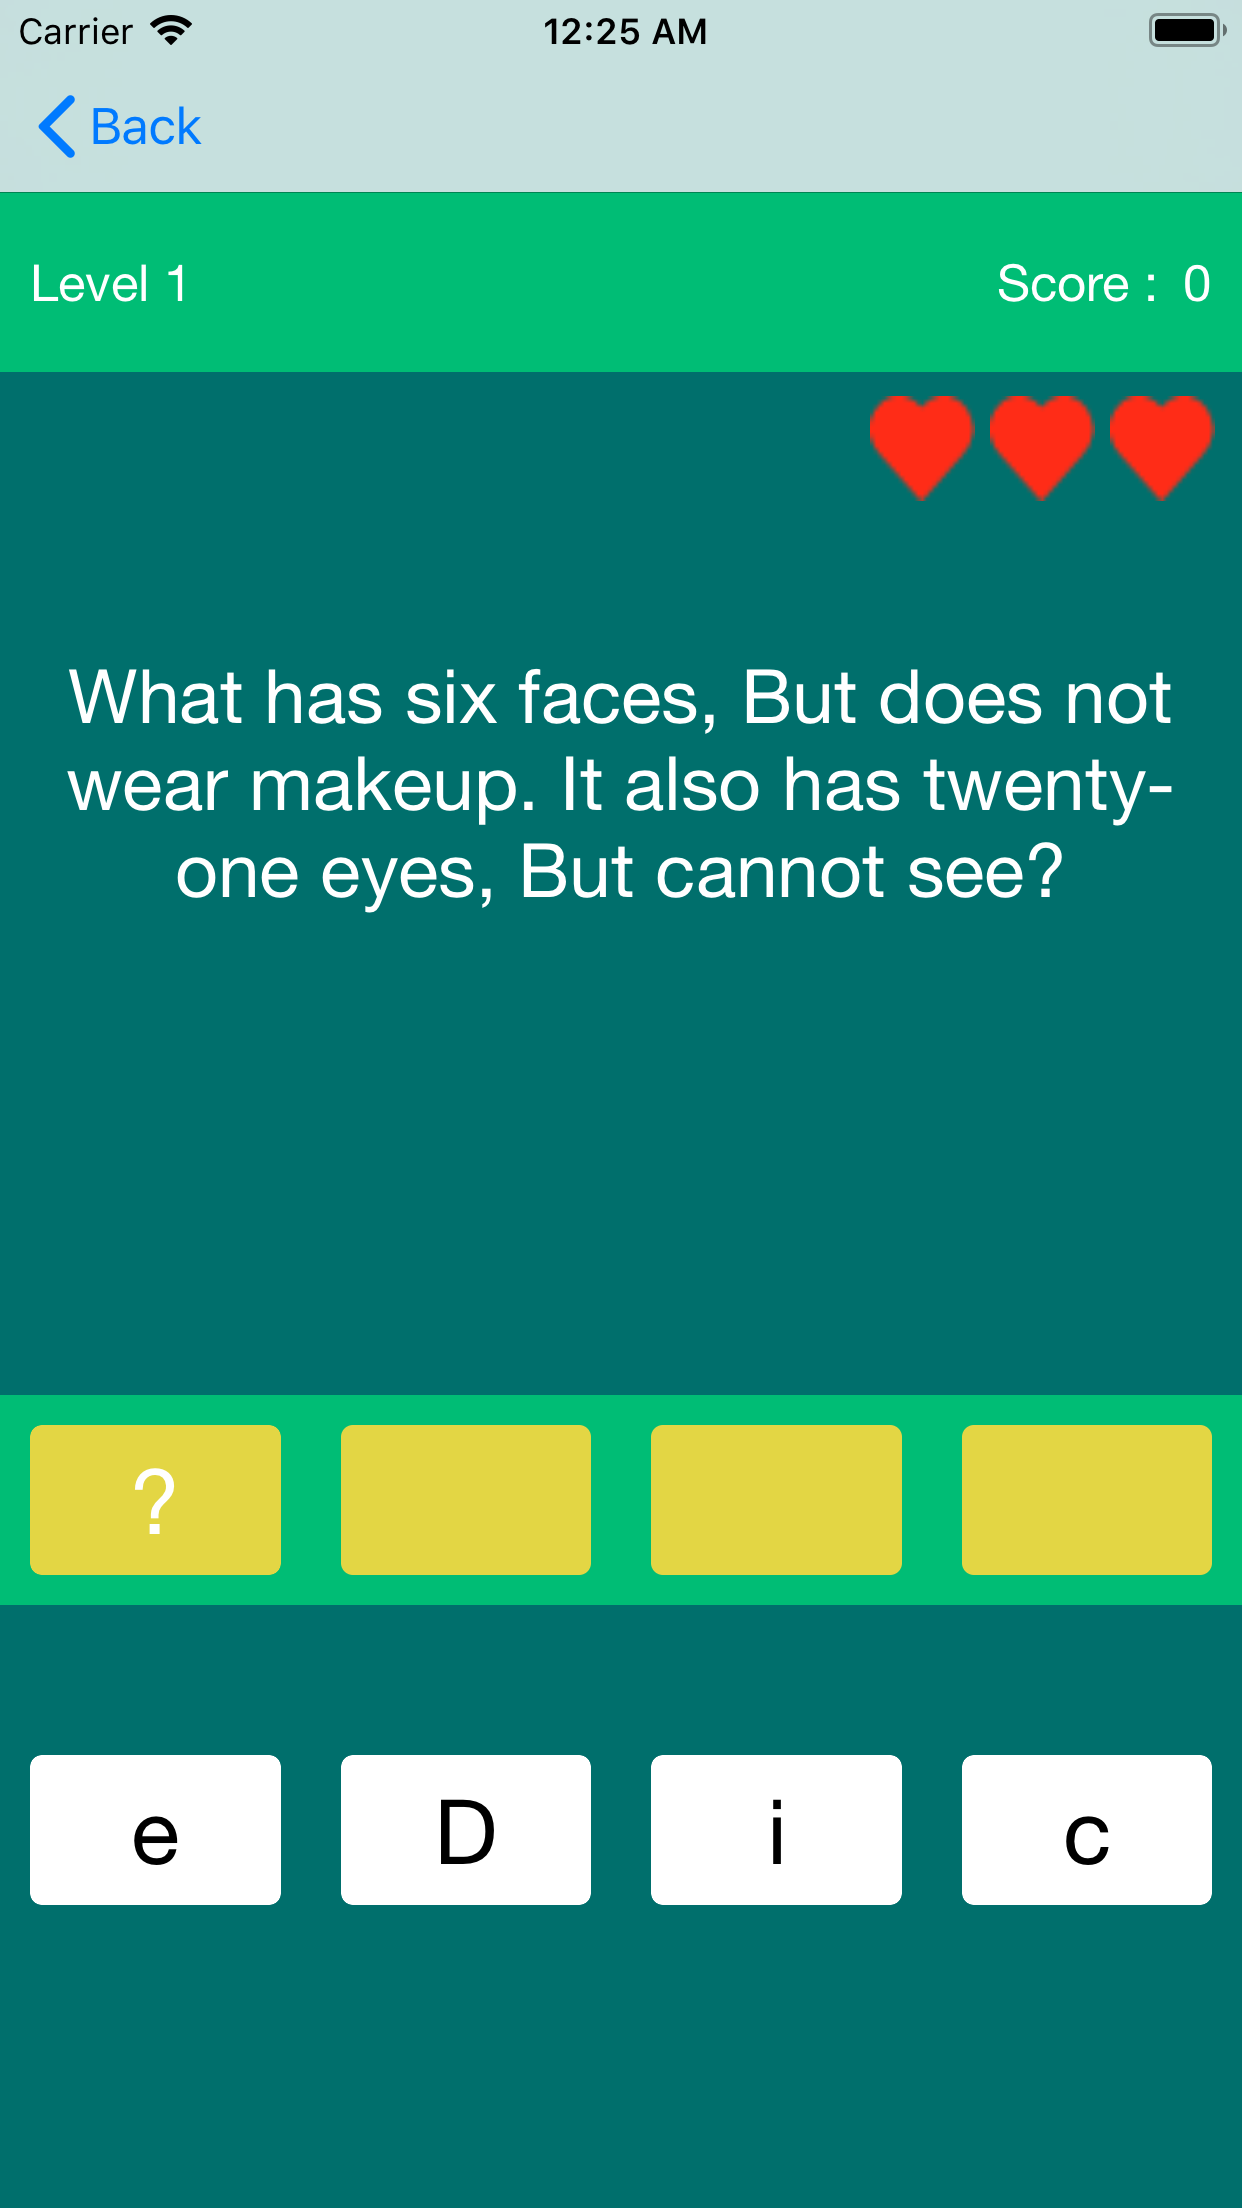 Carrier 12:25 AM
Back
Level 1 Score : 0
What has six faces, But does not
wear makeup. It also has twenty-
one eyes, But cannot see?
?
e D i c